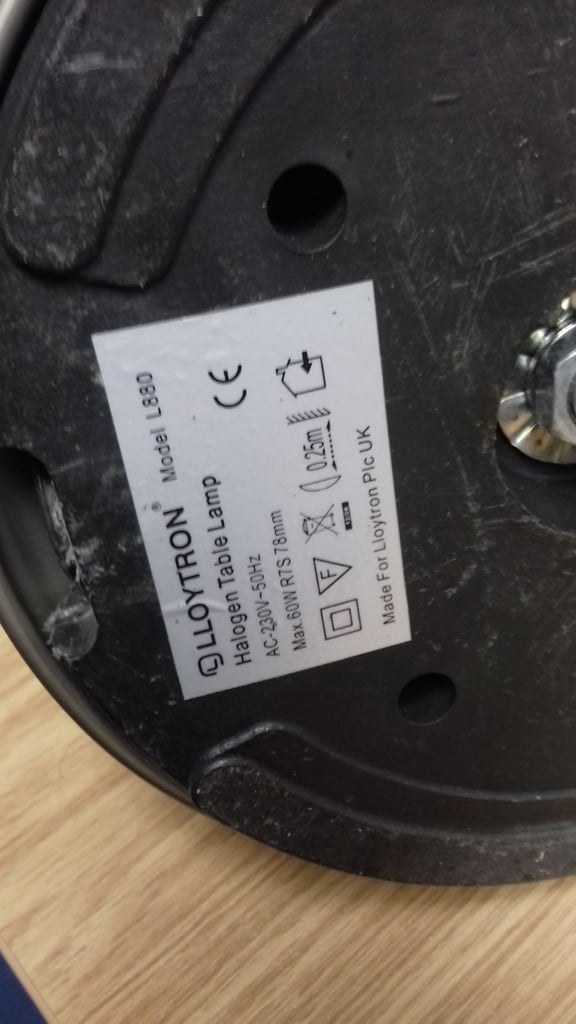 LLOYTRON® Model L880
Halogen Table Lamp CE
AC-230V~50Hz
Max.60W R7S 78mm
F 0.25m
Made For Lloytron Plc UK